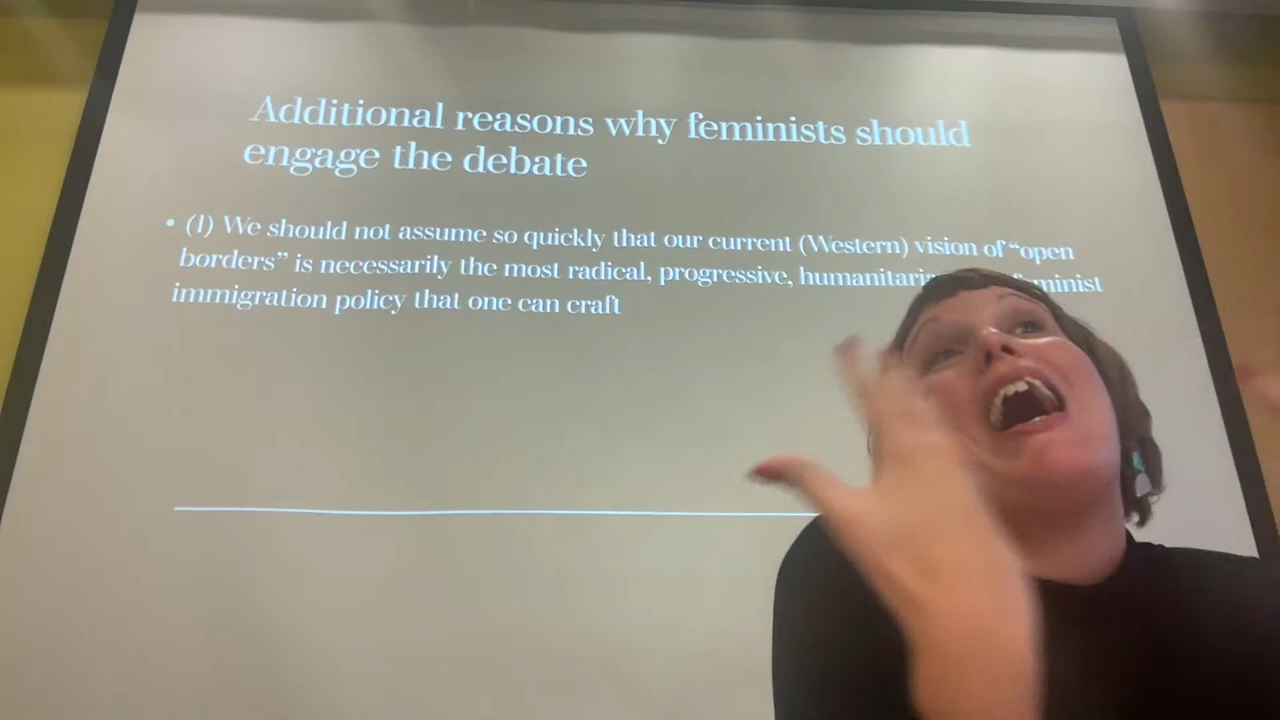 Additional reasons why feminists should
engage the debate
• (1) We should not assume so quickly that our current (Western) vision of “open
borders” is necessarily the most radical, progressive,
immigration policy that one can craft